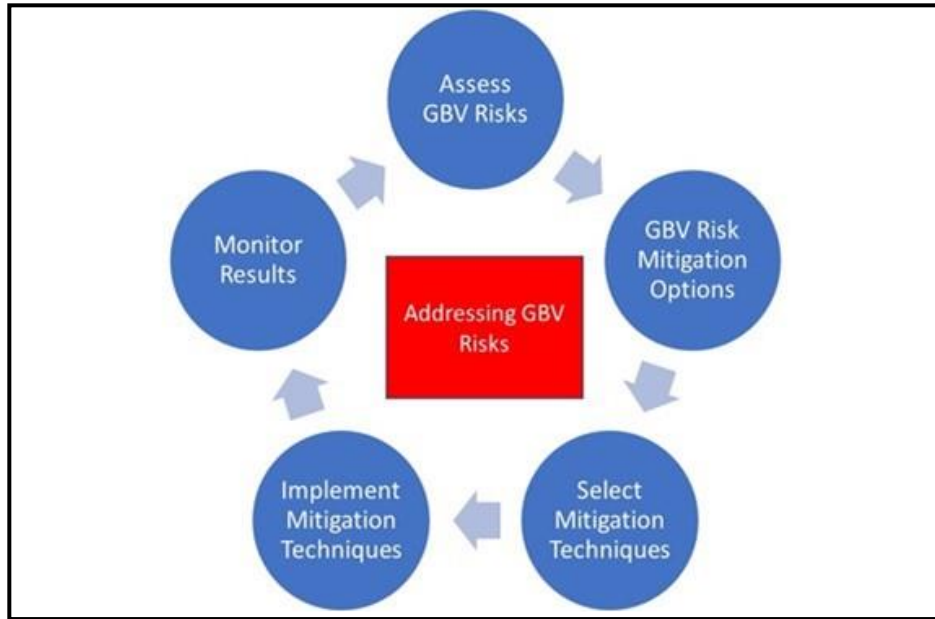 Assess
GBV Risks
GBV Risk
Mitigation
Options
Select
Mitigation
Techniques
Implement
Mitigation
Techniques
Monitor
Results
Addressing GBV
Risks